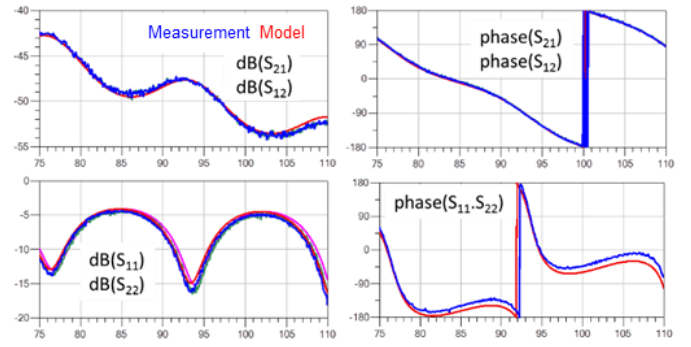 -40
-45
-50
-55
Measurement Model
dB(S21)
dB(S12)
75 80 85 90 95 100 105 110
180
90
0
-90
-180
phase(S21)
phase(S12)
75 80 85 90 95 100 105 110
0
-5
-10
-15
-20
dB(S11)
dB(S22)
75 80 85 90 95 100 105 110
180
90
0
-90
-180
phase(S11.S22)
75 80 85 90 95 100 105 110